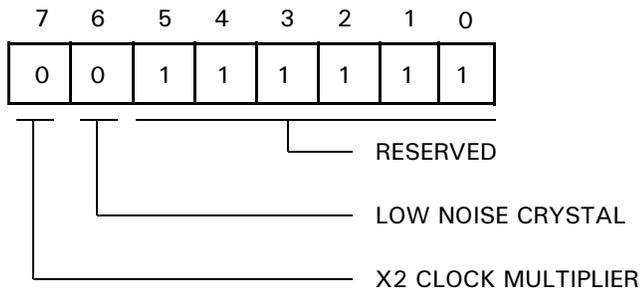 7 6 5 4 3 2 1 0
0 0 1 1 1 1 1 1
RESERVED
LOW NOISE CRYSTAL
X2 CLOCK MULTIPLIER